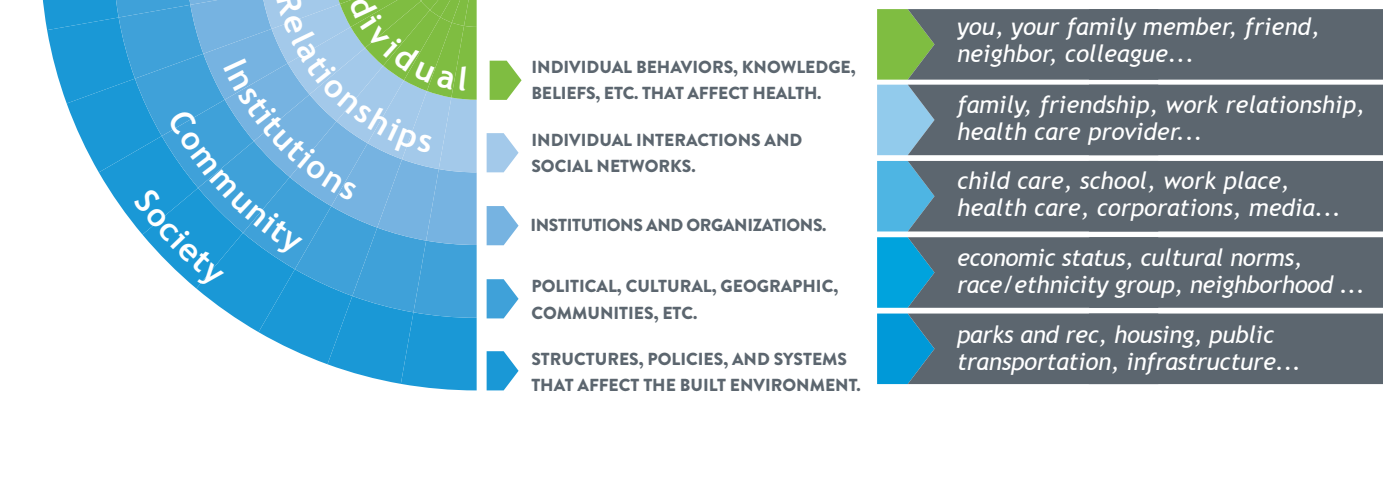 dividual
Relationships
Institutions
Community
Society
INDIVIDUAL BEHAVIORS, KNOWLEDGE,
BELIEFS, ETC. THAT AFFECT HEALTH.
INDIVIDUAL INTERACTIONS AND
SOCIAL NETWORKS.
INSTITUTIONS AND ORGANIZATIONS.
POLITICAL, CULTURAL, GEOGRAPHIC,
COMMUNITIES, ETC.
STRUCTURES, POLICIES, AND SYSTEMS
THAT AFFECT THE BUILT ENVIRONMENT.
you, your family member, friend,
neighbor, colleague...
family, friendship, work relationship,
health care provider...
child care, school, work place,
health care, corporations, media...
economic status, cultural norms,
race/ethnicity group, neighborhood ...
parks and rec, housing, public
transportation, infrastructure...